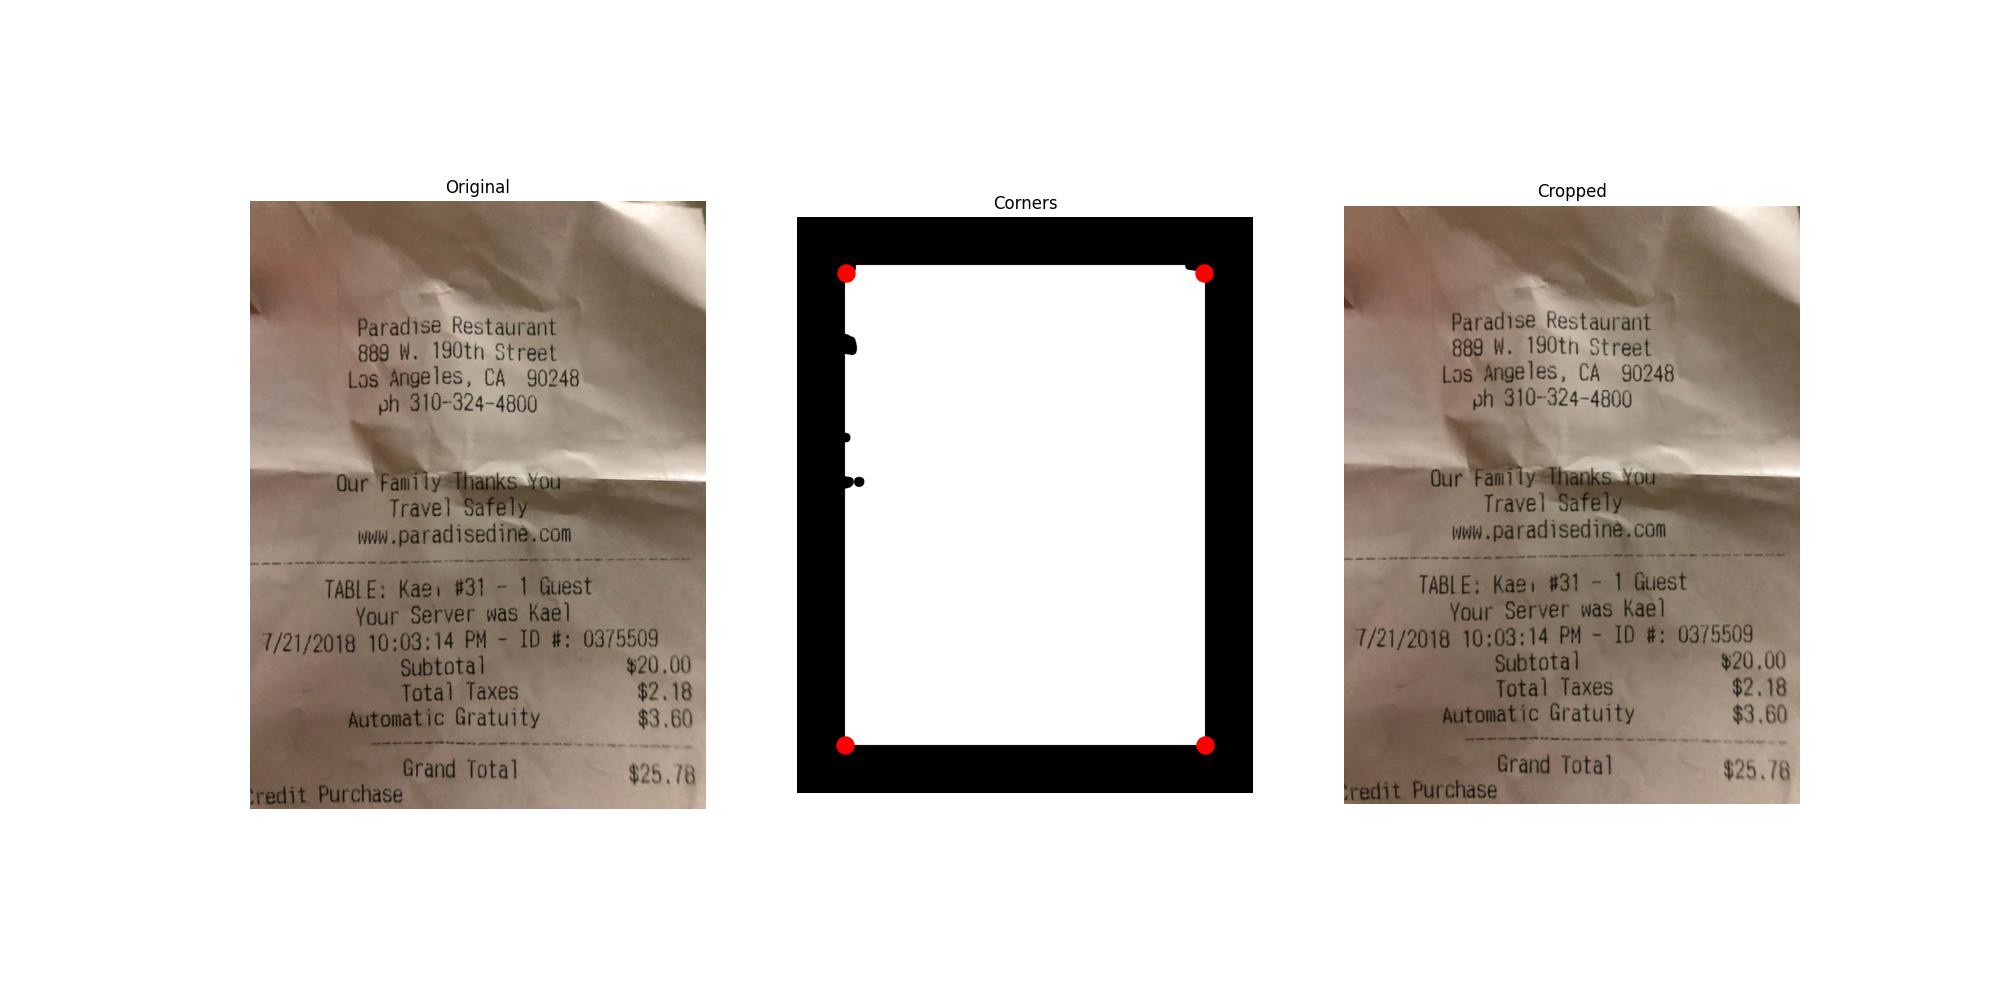 Original
Paradise Restaurant
889 W. 190th Street
Los Angeles, CA 90248
ph 310-324-4800
Our Family Thanks You
Travel Safely
www.paradisedine.com
TABLE: Kael #31 - 1 Guest
Your Server was Kael
7/21/2018 10:03:14 PM - ID #: 0375509
Subtotal $20.00
Total Taxes $2.18
Automatic Gratuity $3.60
Grand Total $25.78
Credit Purchase
Corners
Cropped
Paradise Restaurant
889 W. 190th Street
Los Angeles, CA 90248
ph 310-324-4800
Our Family Thanks You
Travel Safely
www.paradisedine.com
TABLE: Kael #31 - 1 Guest
Your Server was Kael
7/21/2018 10:03:14 PM - ID #: 0375509
Subtotal $20.00
Total Taxes $2.18
Automatic Gratuity $3.60
Grand Total $25.78
Credit Purchase